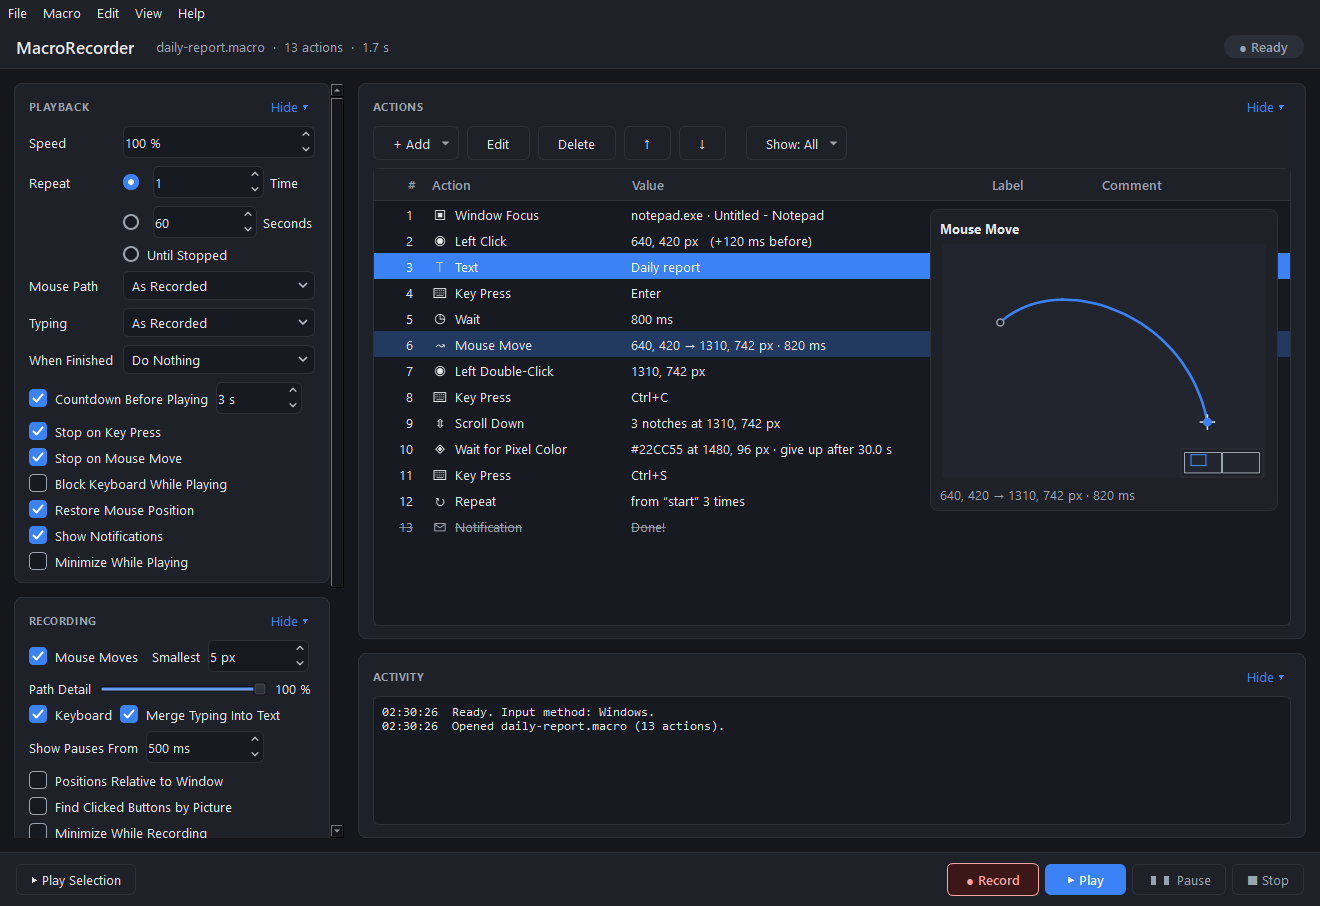 File Macro Edit View Help
MacroRecorder daily-report.macro · 13 actions · 1.7 s
● Ready
PLAYBACK Hide
Speed 100 %
Repeat 1 Time
60 Seconds
Until Stopped
Mouse Path As Recorded
Typing As Recorded
When Finished Do Nothing
Countdown Before Playing 3 s
Stop on Key Press
Stop on Mouse Move
Block Keyboard While Playing
Restore Mouse Position
Show Notifications
Minimize While Playing
RECORDING Hide
Mouse Moves Smallest 5 px
Path Detail 100 %
Keyboard Merge Typing Into Text
Show Pauses From 500 ms
Positions Relative to Window
Find Clicked Buttons by Picture
Minimize While Recording
ACTIONS Hide
+ Add Edit Delete ↑ ↓ Show: All
# Action Value Label Comment
1 Window Focus notepad.exe · Untitled - Notepad
2 Left Click 640, 420 px (+120 ms before)
3 Text Daily report
4 Key Press Enter
5 Wait 800 ms
6 Mouse Move 640, 420 → 1310, 742 px · 820 ms
7 Left Double-Click 1310, 742 px
8 Key Press Ctrl+C
9 Scroll Down 3 notches at 1310, 742 px
10 Wait for Pixel Color #22CC55 at 1480, 96 px · give up after 30.0 s
11 Key Press Ctrl+S
12 Repeat from “start” 3 times
13 Notification Done!
Mouse Move
640, 420 → 1310, 742 px · 820 ms
ACTIVITY Hide
02:30:26 Ready. Input method: Windows.
02:30:26 Opened daily-report.macro (13 actions).
Play Selection
● Record Play Pause Stop